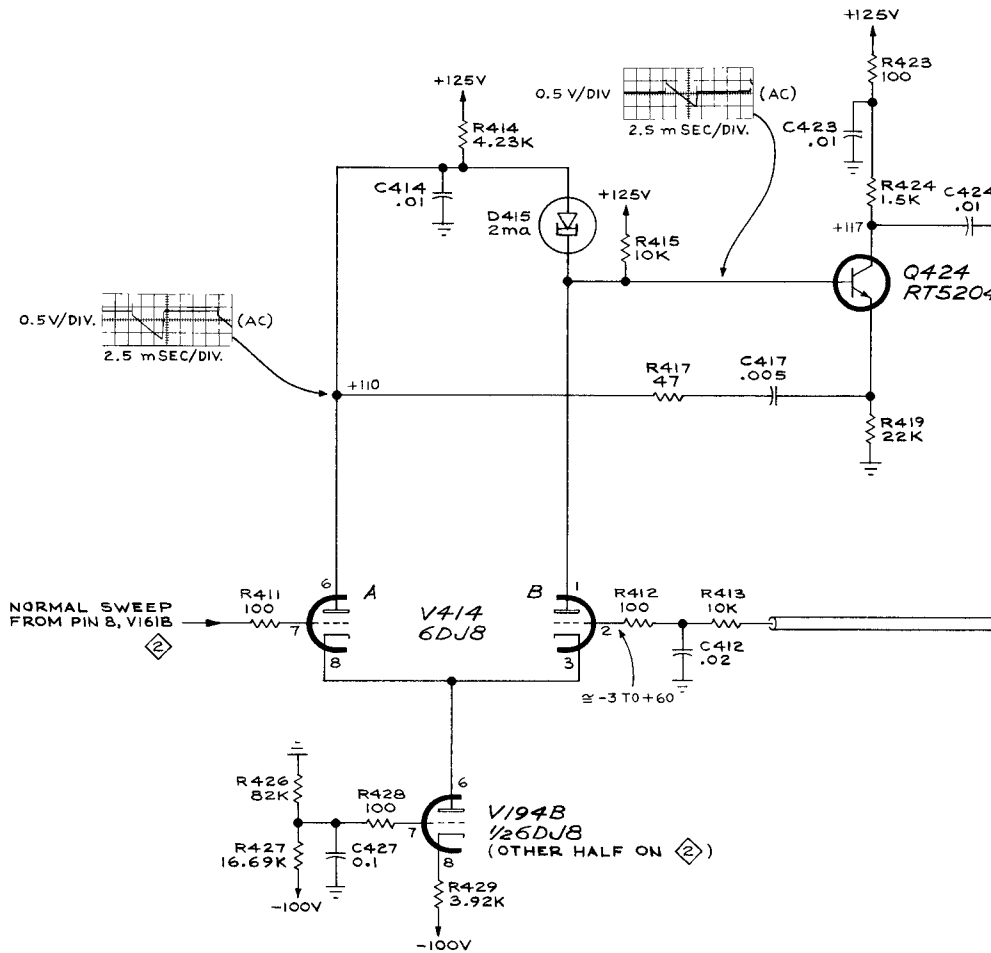 +125V
R423
100
+125V
0.5 V/DIV
(AC)
2.5 mSEC/DIV.
C423
.01
R414
4.23K
C414
.01
+125V
R424
1.5K
C424
.01
D415
2ma
R415
10K
+117
Q424
RT5204
0.5V/DIV.
(AC)
2.5 mSEC/DIV.
+110
R417
47
C417
.005
R419
22K
6
A
B
1
NORMAL SWEEP
FROM PIN 8, V161B
2
R411
100
7
8
V414
6DJ8
R412
100
R413
10K
2
3
C412
.02
≅ -3 TO +60
R426
82K
R428
100
6
7
8
V194B
1/2 6DJ8
(OTHER HALF ON 2)
R427
16.69K
C427
0.1
-100V
R429
3.92K
-100V